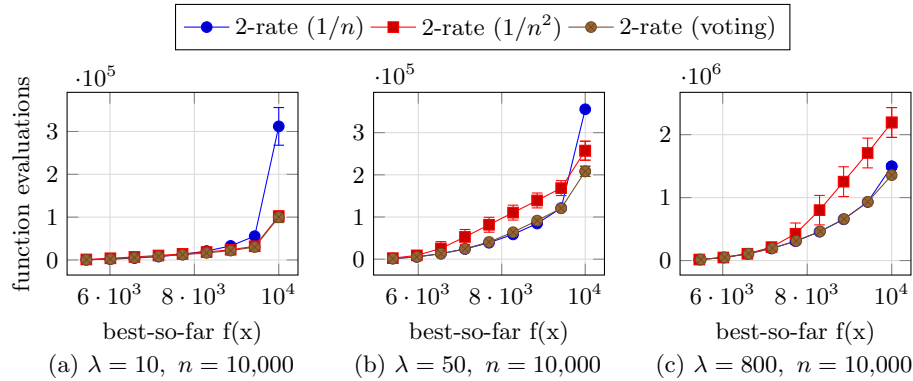 2-rate (1/n) 2-rate (1/n²) 2-rate (voting)
·10⁵ ·10⁵ ·10⁶
function evaluations
3
2
1
0
6·10³ 8·10³ 10⁴
best-so-far f(x)
(a) λ = 10, n = 10,000
3
2
1
0
6·10³ 8·10³ 10⁴
best-so-far f(x)
(b) λ = 50, n = 10,000
2
1
0
6·10³ 8·10³ 10⁴
best-so-far f(x)
(c) λ = 800, n = 10,000